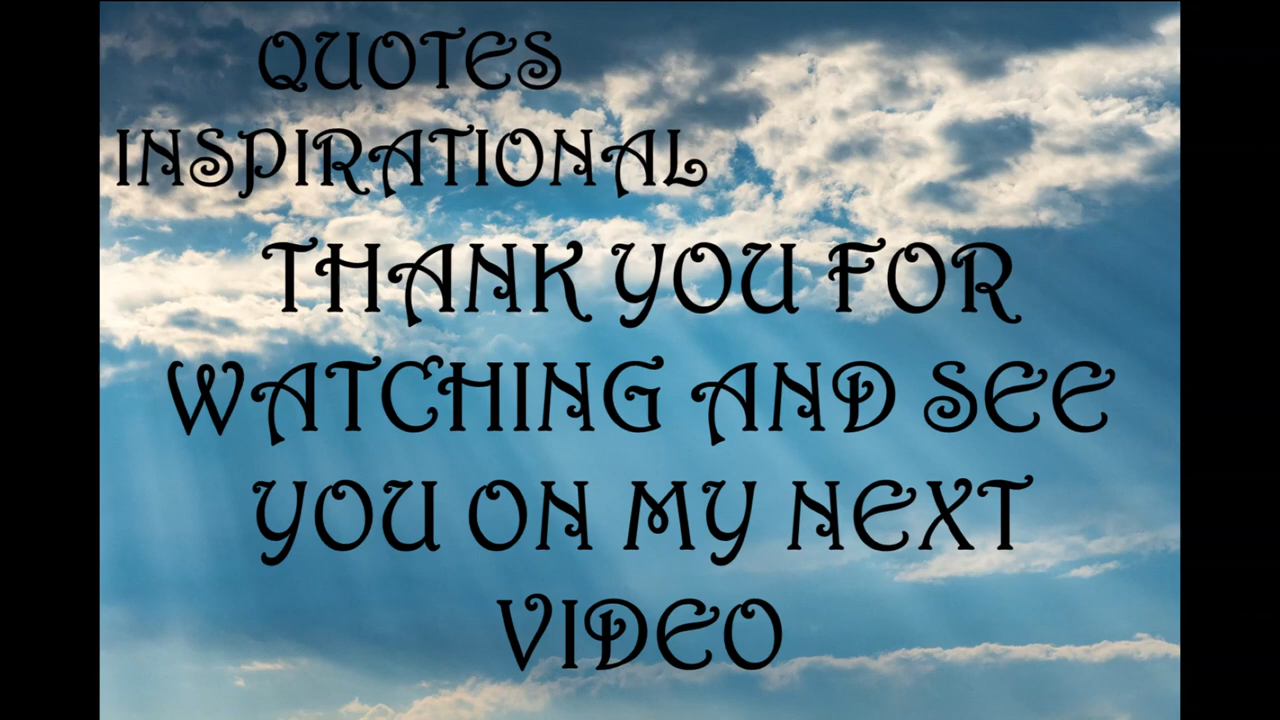 QUOTES
INSPIRATIONAL
THANK YOU FOR
WATCHING AND SEE
YOU ON MY NEXT
VIDEO